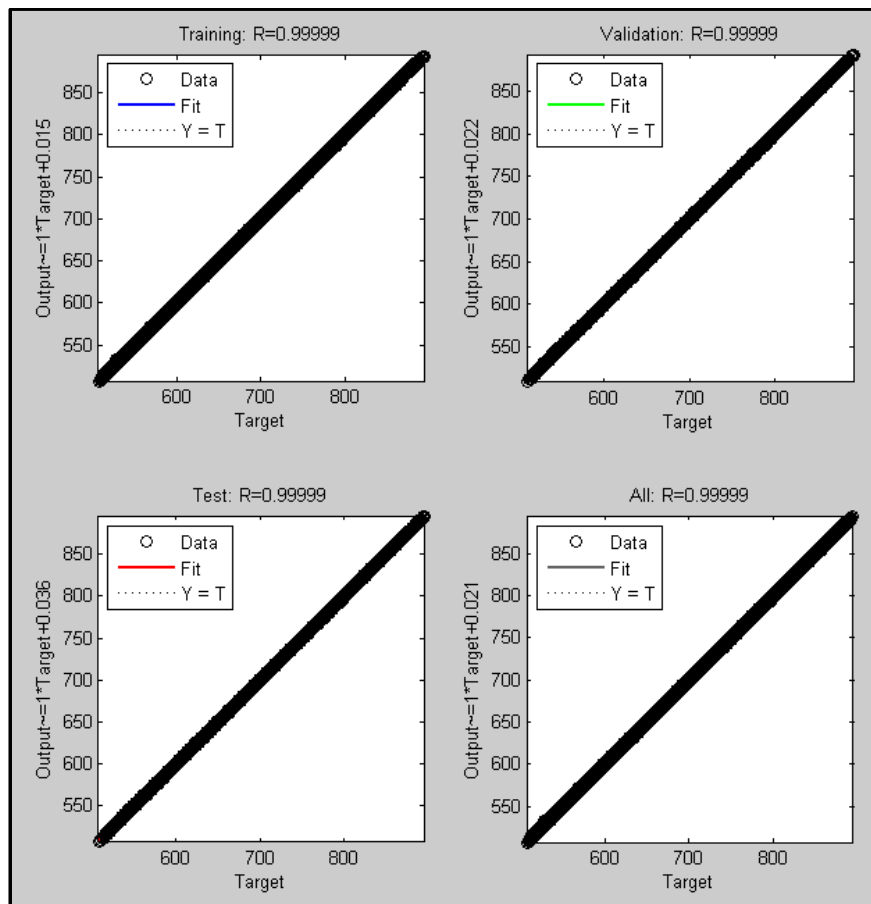 Training: R=0.99999
Output~=1*Target+0.015
850
800
750
700
650
600
550
Data
Fit
Y = T
600 700 800
Target
Validation: R=0.99999
Output~=1*Target+0.022
850
800
750
700
650
600
550
Data
Fit
Y = T
600 700 800
Target
Test: R=0.99999
Output~=1*Target+0.036
850
800
750
700
650
600
550
Data
Fit
Y = T
600 700 800
Target
All: R=0.99999
Output~=1*Target+0.021
850
800
750
700
650
600
550
Data
Fit
Y = T
600 700 800
Target